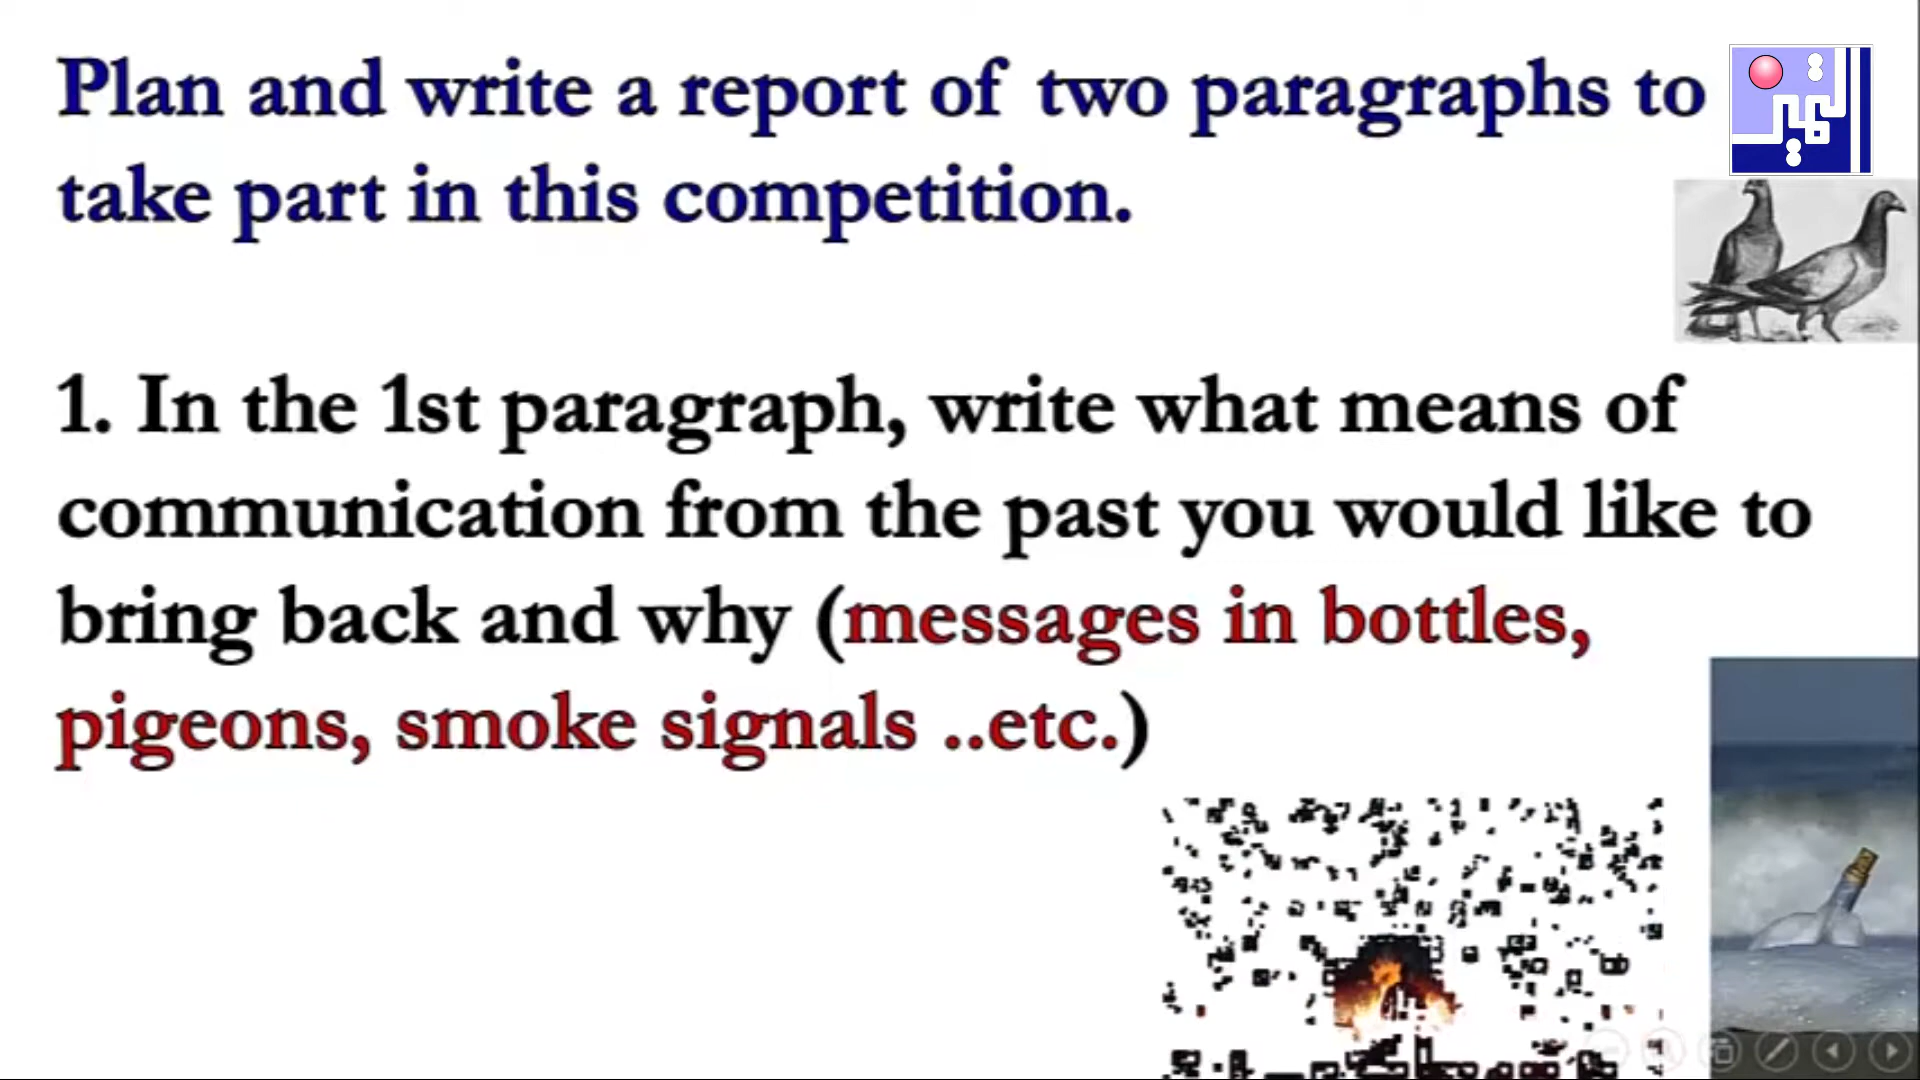 Plan and write a report of two paragraphs to
take part in this competition.
1. In the 1st paragraph, write what means of
communication from the past you would like to
bring back and why (messages in bottles,
pigeons, smoke signals ..etc.)